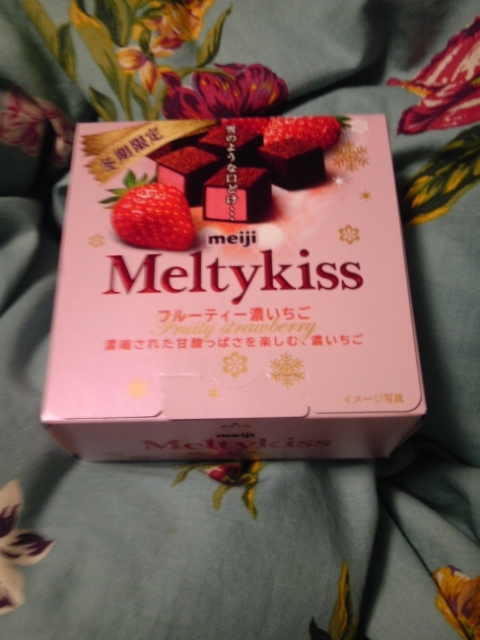 冬期限定
雪のような口どけ…
meiji
Meltykiss
フルーティー濃いちご
Fruity strawberry
濃縮された甘酸っぱさを楽しむ、濃いちご
イメージ写真
meiji
Meltykiss